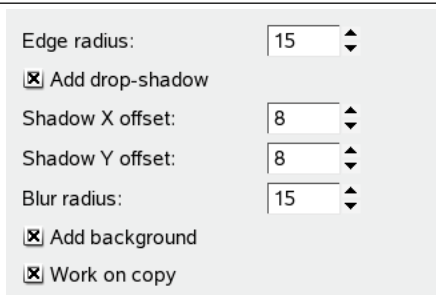 Edge radius: 15
Add drop-shadow
Shadow X offset: 8
Shadow Y offset: 8
Blur radius: 15
Add background
Work on copy